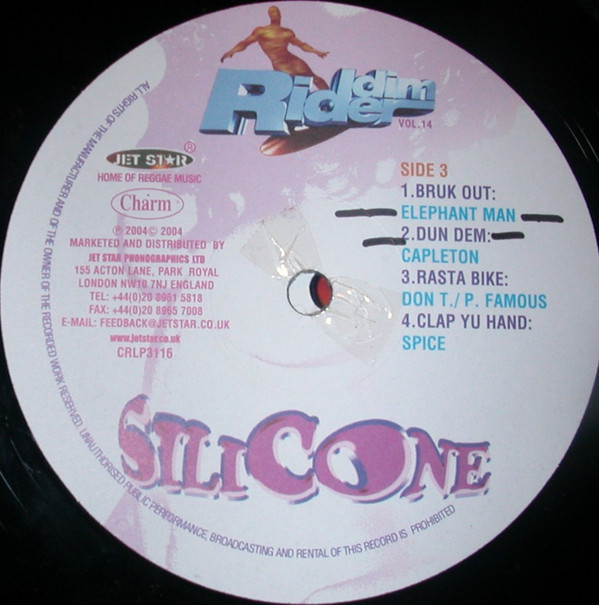 Riddim
Rider
VOL.14
JET STAR®
HOME OF REGGAE MUSIC
Charm
℗ 2004 © 2004
MARKETED AND DISTRIBUTED BY
JET STAR PHONOGRAPHICS LTD
155 ACTON LANE, PARK ROYAL
LONDON NW10 7NJ ENGLAND
TEL: +44(0)20 8961 5818
FAX: +44(0)20 8965 7008
E-MAIL: FEEDBACK@JETSTAR.CO.UK
www.jetstar.co.uk
CRLP3116
SIDE 3
1.BRUK OUT:
ELEPHANT MAN
2.DUN DEM:
CAPLETON
3.RASTA BIKE:
DON T./ P. FAMOUS
4.CLAP YU HAND:
SPICE
SILICONE
ALL RIGHTS OF THE MANUFACTURER AND OF THE OWNER OF THE RECORDED WORK RESERVED. UNAUTHORISED PUBLIC PERFORMANCE, BROADCASTING AND RENTAL OF THIS RECORD IS PROHIBITED